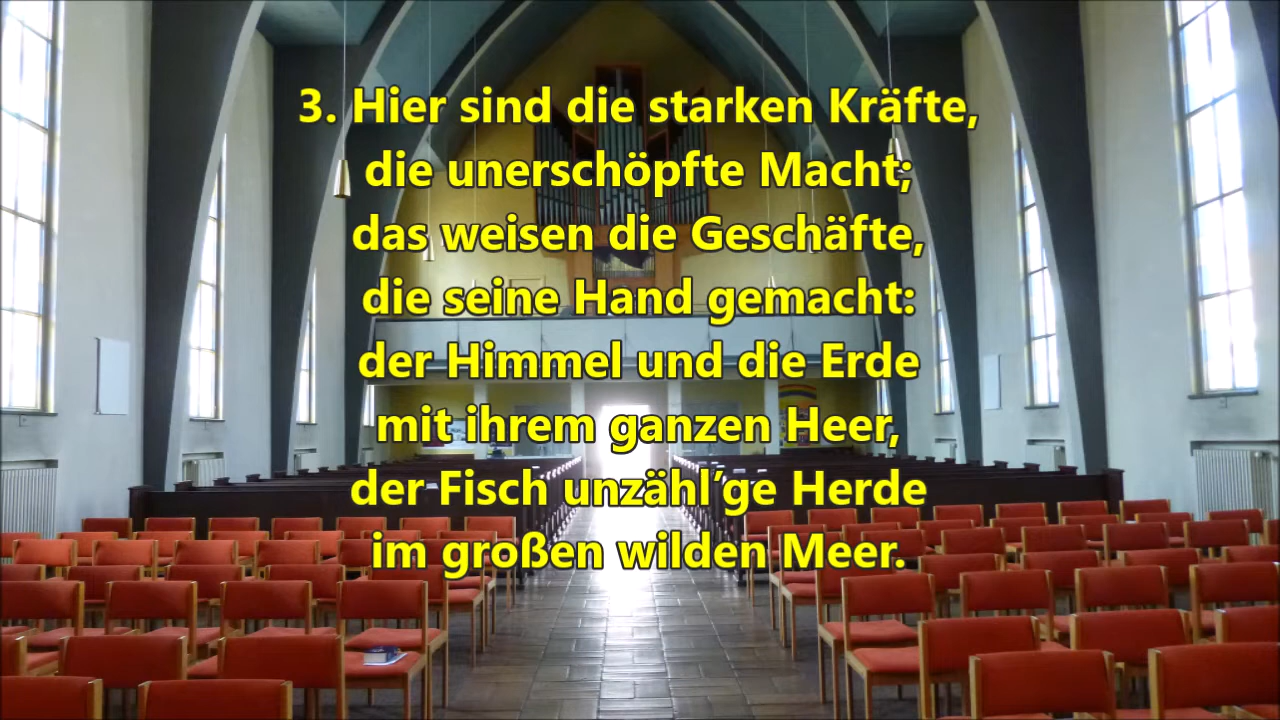 3. Hier sind die starken Kräfte,
die unerschöpfte Macht;
das weisen die Geschäfte,
die seine Hand gemacht:
der Himmel und die Erde
mit ihrem ganzen Heer,
der Fisch unzähl’ge Herde
im großen wilden Meer.